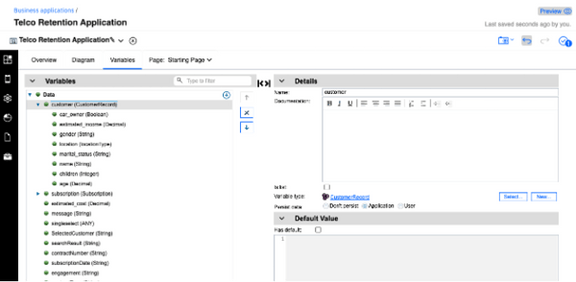 Business applications /
Telco Retention Application
Preview
Last saved seconds ago by you.
Telco Retention Application*
Overview
Diagram
Variables
Page: Starting Page
Variables
Type to filter
Data
customer (CustomerRecord)
car_owner (Boolean)
estimated_income (Decimal)
gender (String)
location (locationType)
marital_status (String)
name (String)
children (Integer)
age (Decimal)
subscription (Subscription)
estimated_cost (Decimal)
message (String)
singleselect (ANY)
SelectedCustomer (String)
searchResult (String)
contractNumber (String)
subscriptionDate (String)
engagement (String)
Details
Name:
customer
Documentation:
B I U
Is list:
Variable type:
CustomerRecord
Select...
New...
Persist data:
Don't persist
Application
User
Default Value
Has default:
1